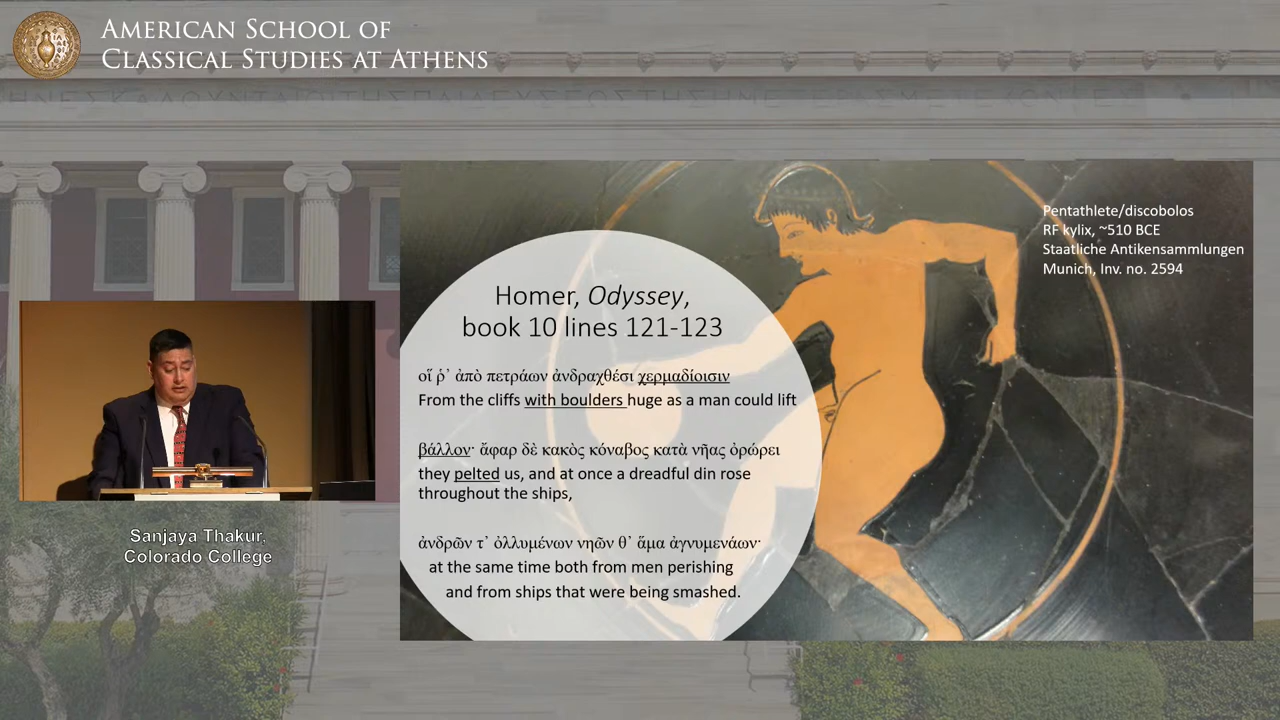 AMERICAN SCHOOL OF
CLASSICAL STUDIES AT ATHENS
Pentathlete/discobolos
RF kylix, ~510 BCE
Staatliche Antikensammlungen
Munich, Inv. no. 2594
Homer, Odyssey,
book 10 lines 121-123
οἵ ῥ᾽ ἀπὸ πετράων ἀνδραχθέσι χερμαδίοισιν
From the cliffs with boulders huge as a man could lift
βάλλον· ἄφαρ δὲ κακὸς κόναβος κατὰ νῆας ὀρώρει
they pelted us, and at once a dreadful din rose
throughout the ships,
ἀνδρῶν τ᾽ ὀλλυμένων νηῶν θ᾽ ἅμα ἀγνυμενάων·
at the same time both from men perishing
and from ships that were being smashed.
Sanjaya Thakur,
Colorado College